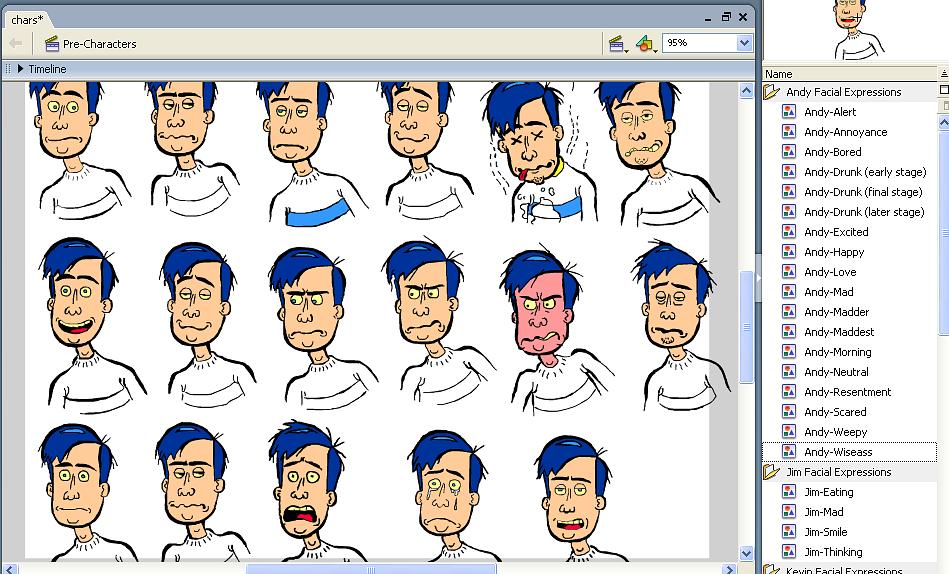 chars*
Pre-Characters
95%
Timeline
Name
Andy Facial Expressions
Andy-Alert
Andy-Annoyance
Andy-Bored
Andy-Drunk (early stage)
Andy-Drunk (final stage)
Andy-Drunk (later stage)
Andy-Excited
Andy-Happy
Andy-Love
Andy-Mad
Andy-Madder
Andy-Maddest
Andy-Morning
Andy-Neutral
Andy-Resentment
Andy-Scared
Andy-Weepy
Andy-Wiseass
Jim Facial Expressions
Jim-Eating
Jim-Mad
Jim-Smile
Jim-Thinking
Kevin Facial Expressions